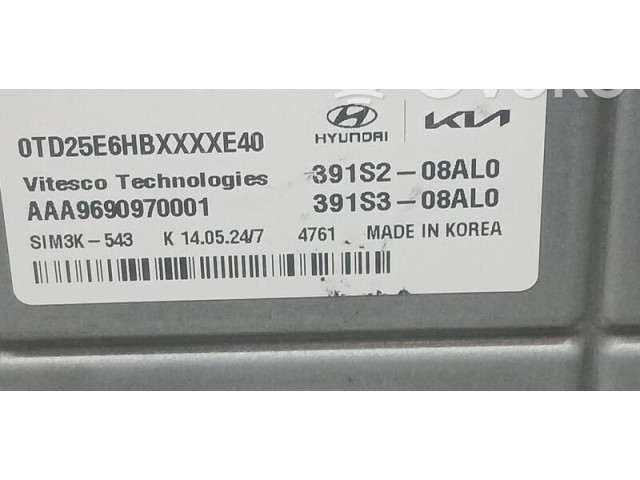 0TD25E6HBXXXXE40
HYUNDAI KIA
Vitesco Technologies 391S2-08AL0
AAA9690970001 391S3-08AL0
SIM3K-543 K 14.05.24/7 4761 MADE IN KOREA